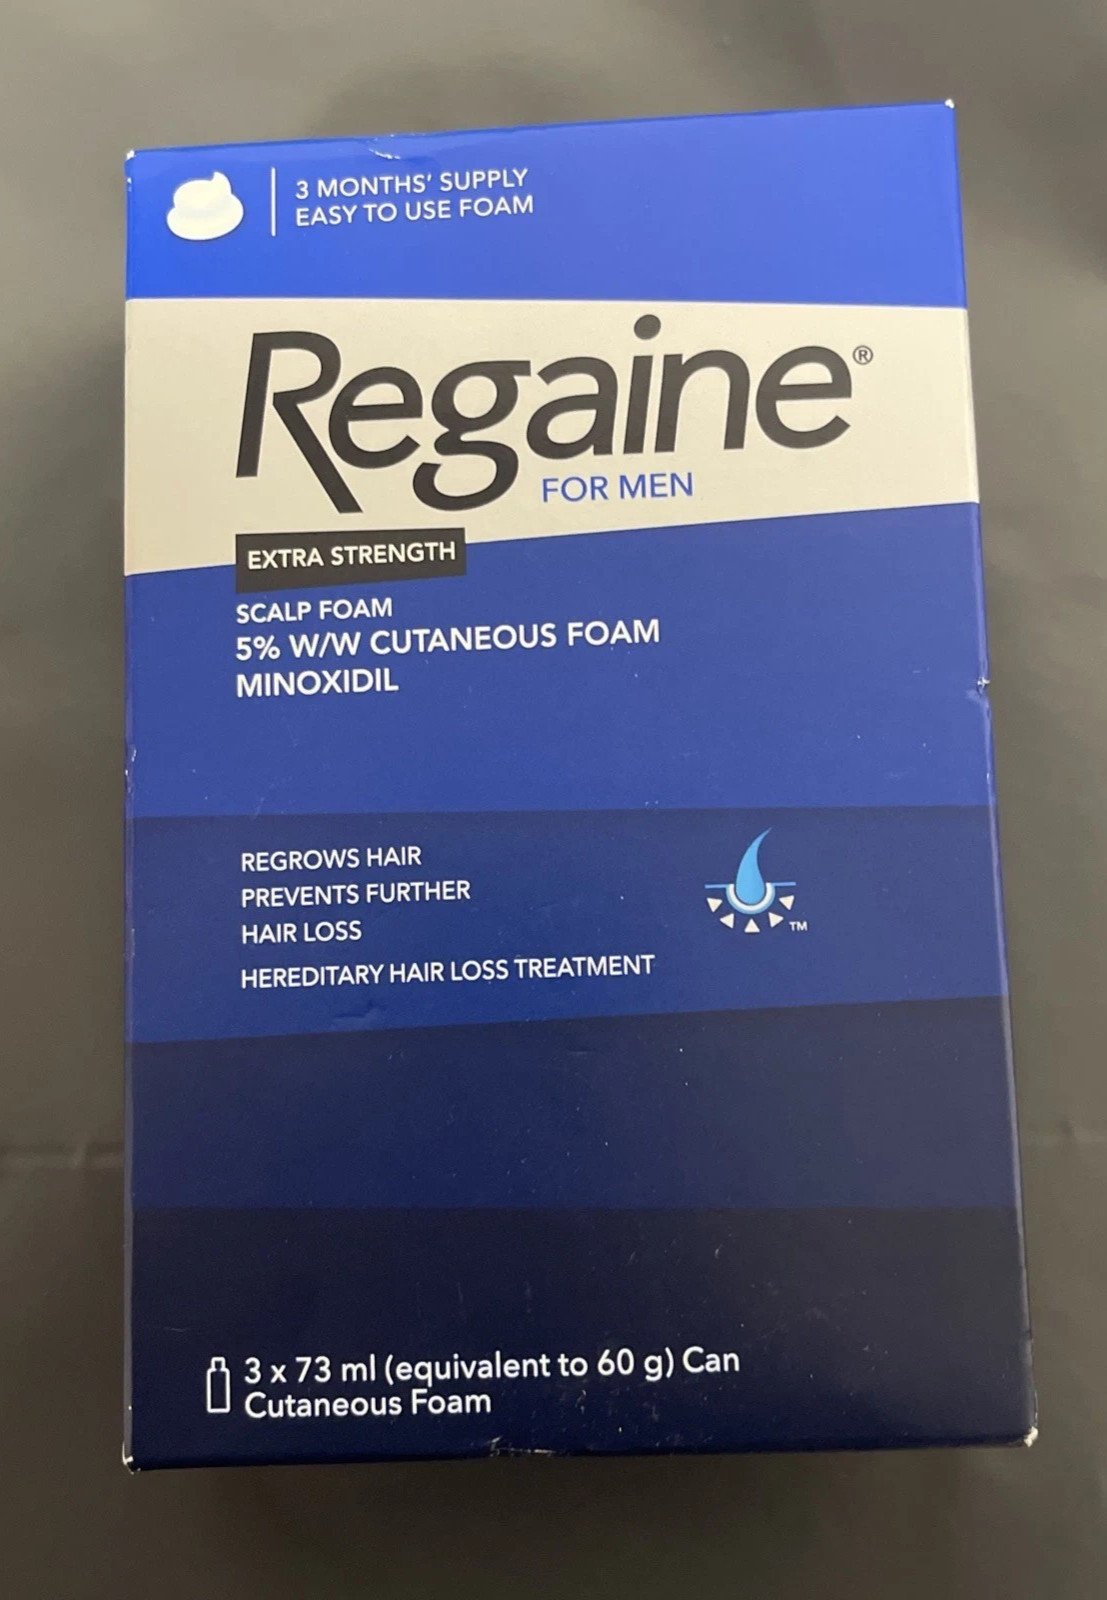 3 MONTHS' SUPPLY
EASY TO USE FOAM
Regaine®
FOR MEN
EXTRA STRENGTH
SCALP FOAM
5% W/W CUTANEOUS FOAM
MINOXIDIL
REGROWS HAIR
PREVENTS FURTHER
HAIR LOSS
HEREDITARY HAIR LOSS TREATMENT
TM
3 x 73 ml (equivalent to 60 g) Can
Cutaneous Foam